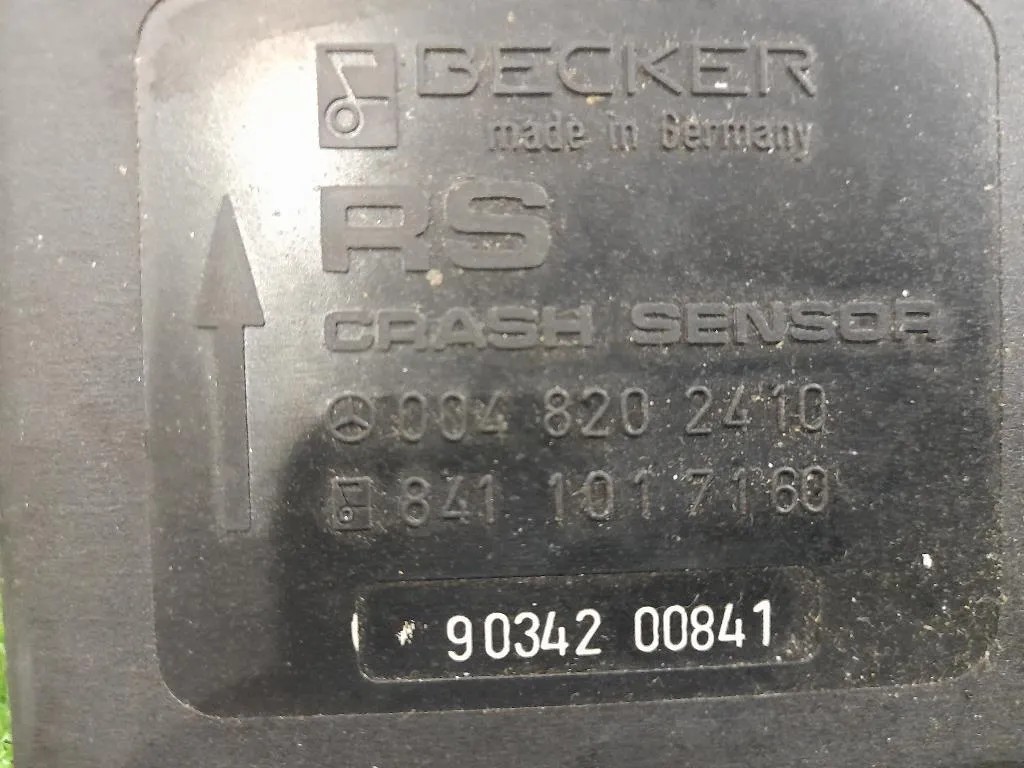 BECKER
made in Germany
RS
CRASH SENSOR
004 820 2410
841 101 7160
90342 00841